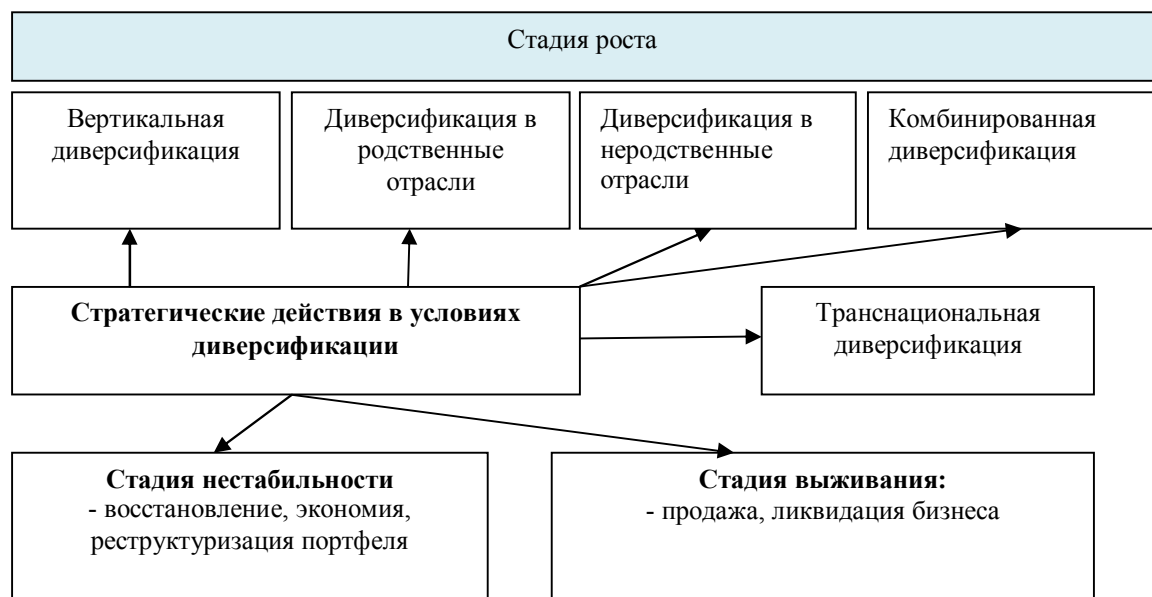 Стадия роста
Вертикальная
диверсификация
Диверсификация в
родственные
отрасли
Диверсификация в
неродственные
отрасли
Комбинированная
диверсификация
Стратегические действия в условиях
диверсификации
Транснациональная
диверсификация
Стадия нестабильности
- восстановление, экономия,
реструктуризация портфеля
Стадия выживания:
- продажа, ликвидация бизнеса